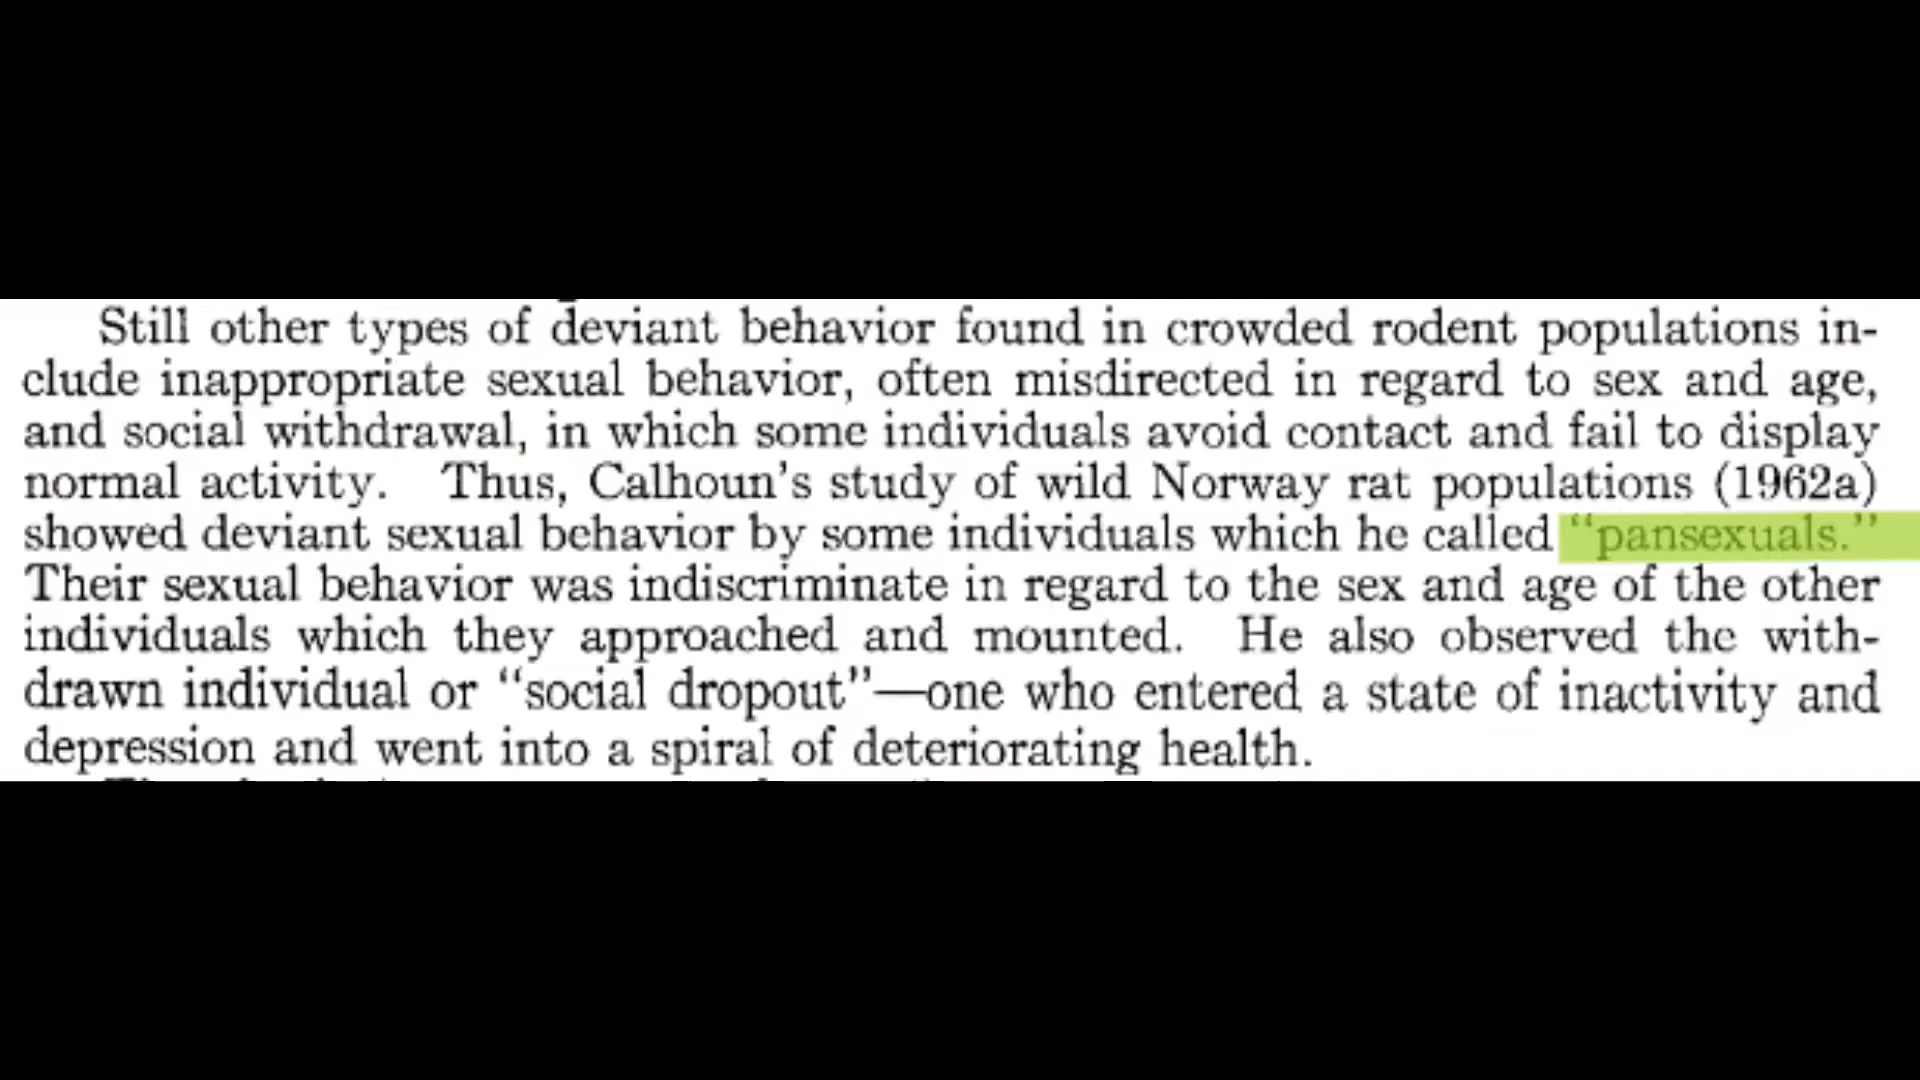 Still other types of deviant behavior found in crowded rodent populations in-
clude inappropriate sexual behavior, often misdirected in regard to sex and age,
and social withdrawal, in which some individuals avoid contact and fail to display
normal activity. Thus, Calhoun's study of wild Norway rat populations (1962a)
showed deviant sexual behavior by some individuals which he called "pansexuals."
Their sexual behavior was indiscriminate in regard to the sex and age of the other
individuals which they approached and mounted. He also observed the with-
drawn individual or "social dropout"—one who entered a state of inactivity and
depression and went into a spiral of deteriorating health.